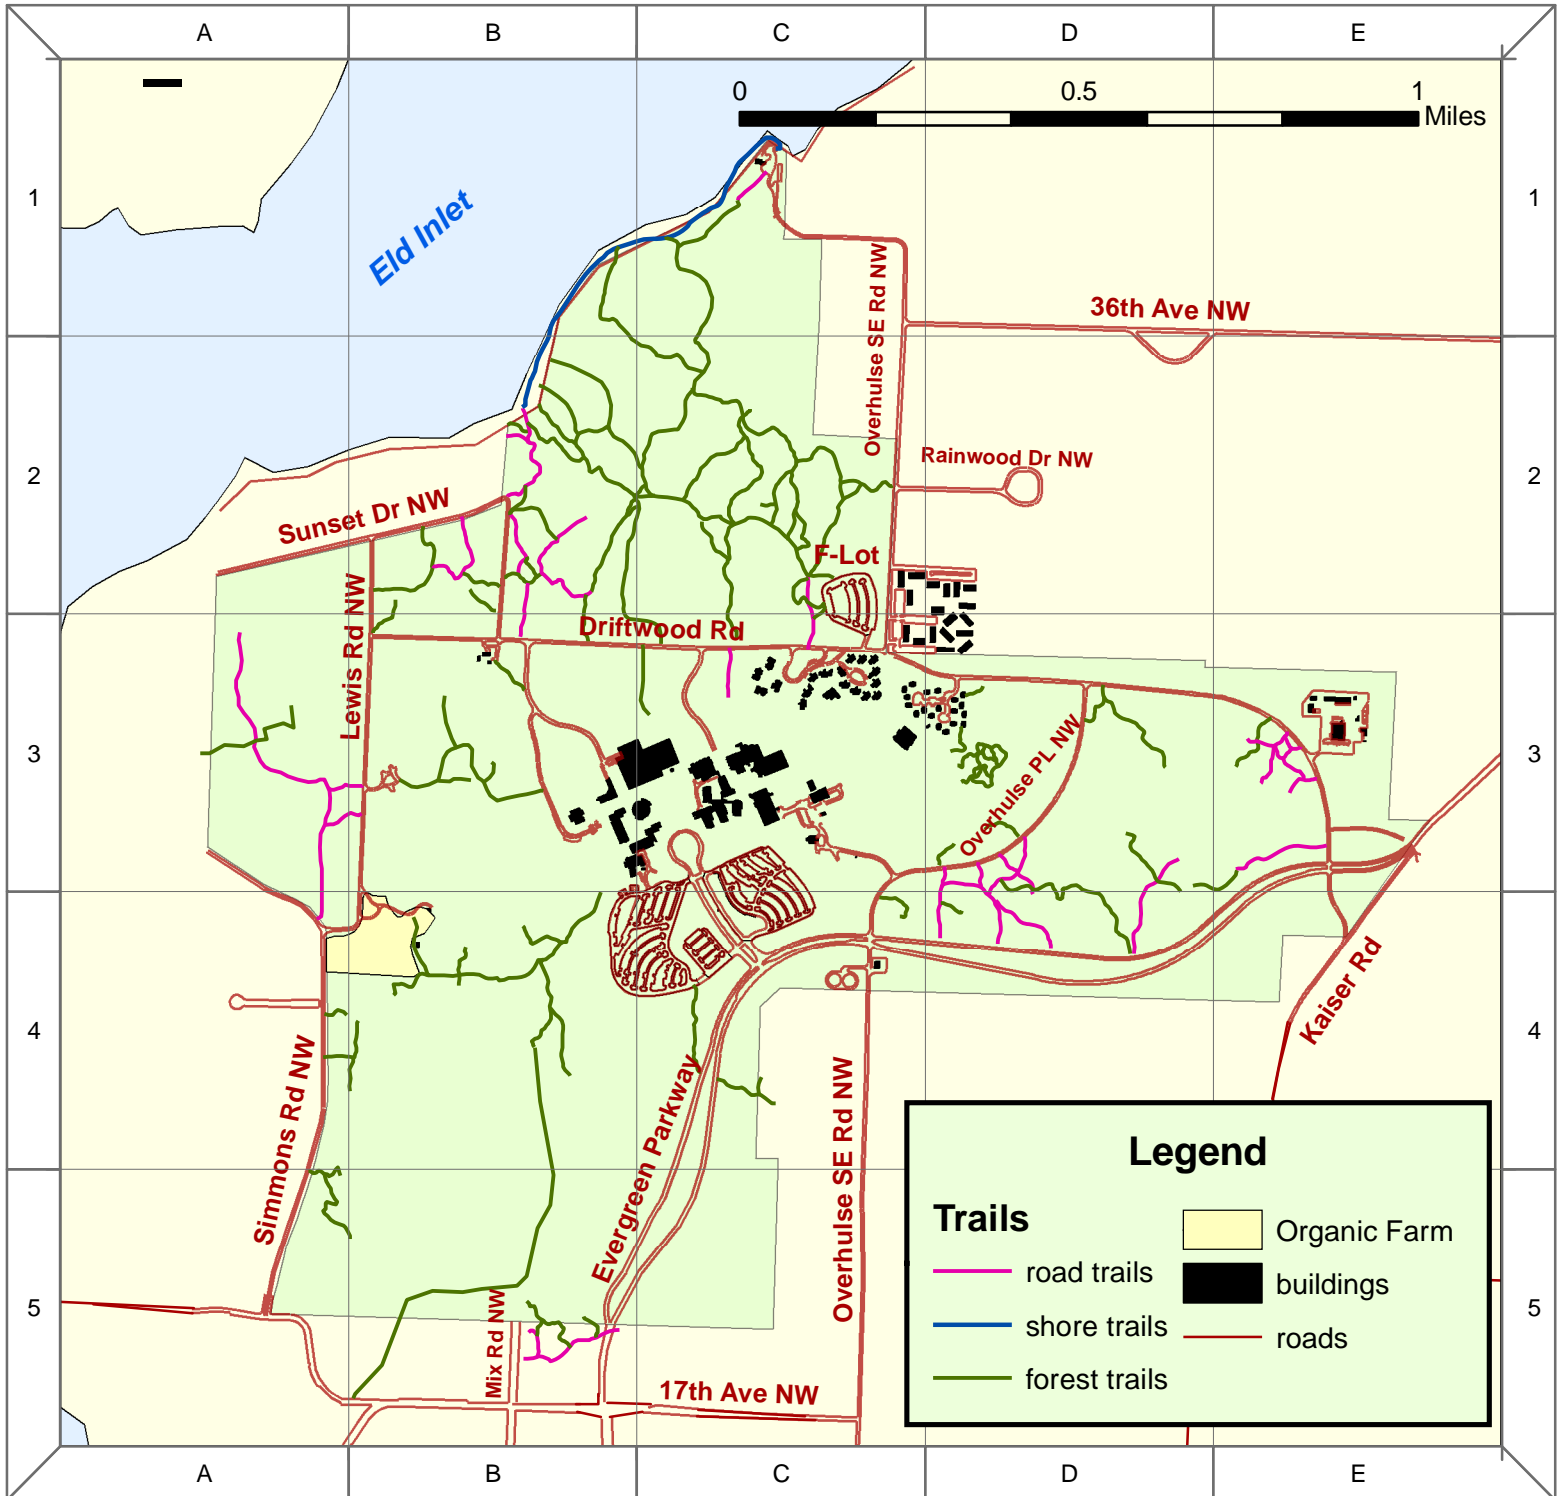 A B C D E
0 0.5 1
Miles
1 1
Eld Inlet
36th Ave NW
Overhulse SE Rd NW
Rainwood Dr NW
2 2
Sunset Dr NW
F-Lot
Lewis Rd NW
Driftwood Rd
3 3
Overhulse PL NW
Kaiser Rd
4 4
Simmons Rd NW
Evergreen Parkway
Overhulse SE Rd NW
Legend
Trails
road trails
shore trails
forest trails
Organic Farm
buildings
roads
5 5
Mix Rd NW
17th Ave NW
A B C D E